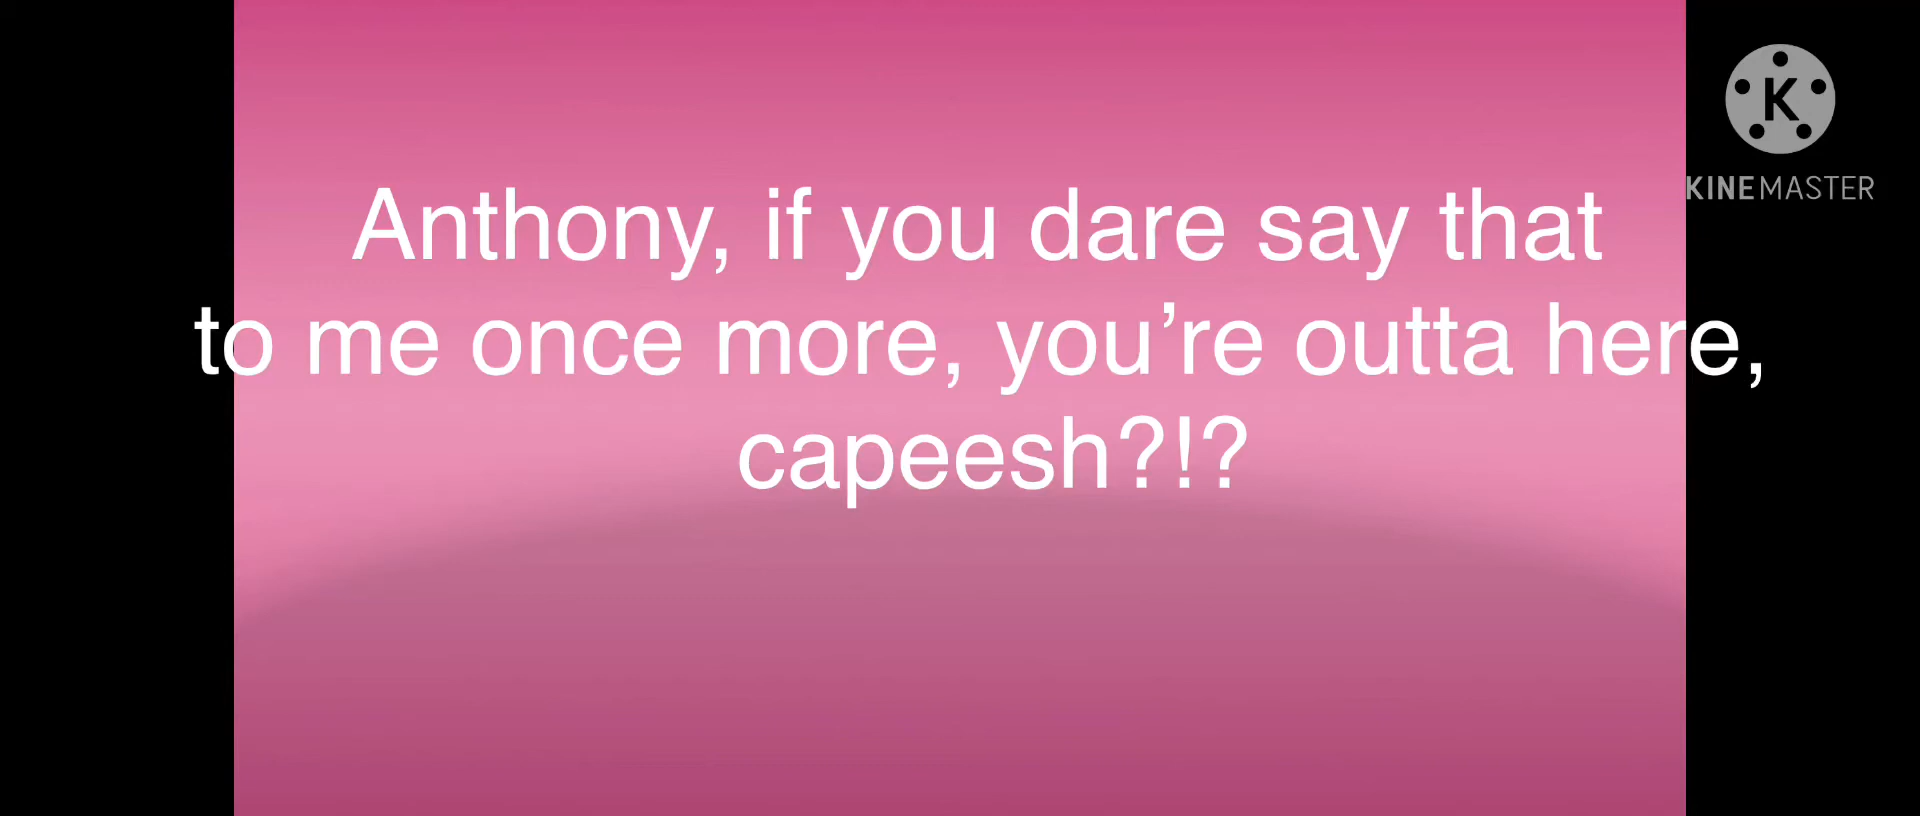 Anthony, if you dare say that
to me once more, you’re outta here,
capeesh?!?
K
KINEMASTER